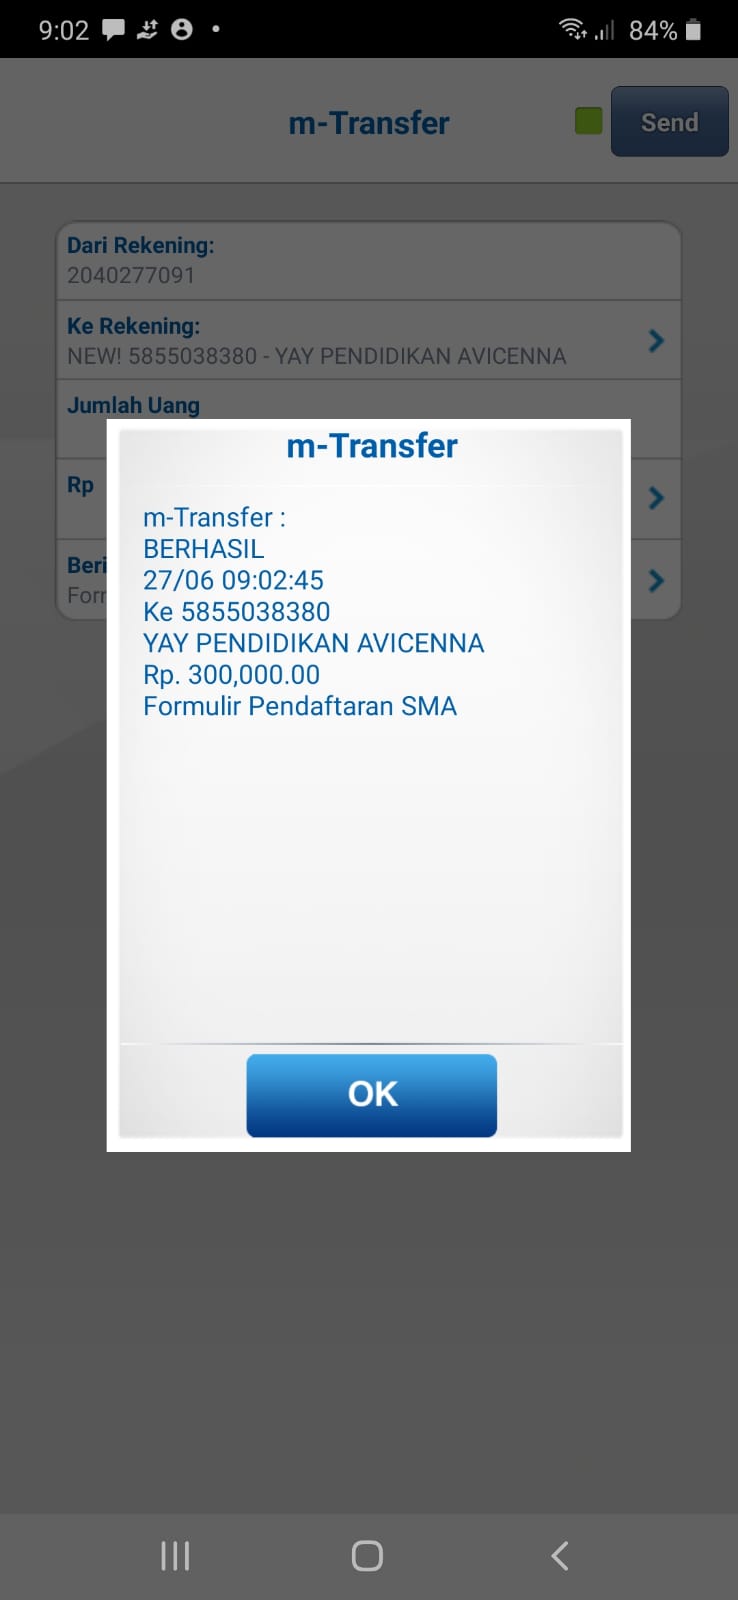 9:02
84%
m-Transfer
Send
Dari Rekening:
2040277091
Ke Rekening:
NEW! 5855038380 - YAY PENDIDIKAN AVICENNA
Jumlah Uang
Rp
Beri
m-Transfer
m-Transfer :
BERHASIL
27/06 09:02:45
Ke 5855038380
YAY PENDIDIKAN AVICENNA
Rp. 300,000.00
Formulir Pendaftaran SMA
OK